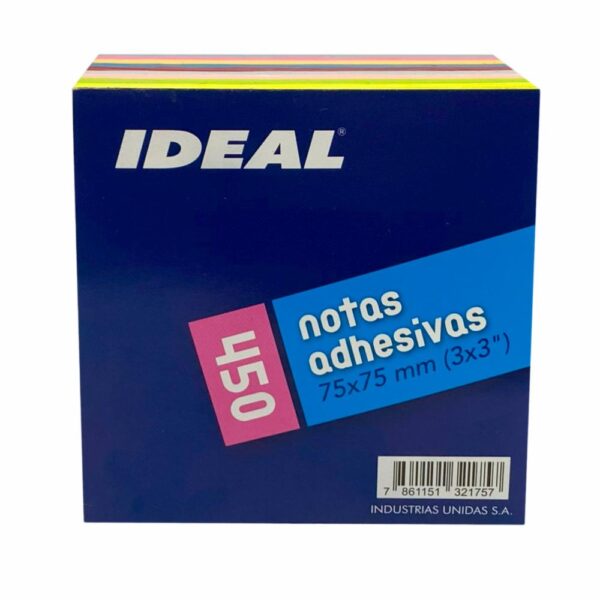 IDEAL®
notas
adhesivas
75x75 mm (3x3")
450
7 861151 321757
INDUSTRIAS UNIDAS S.A.